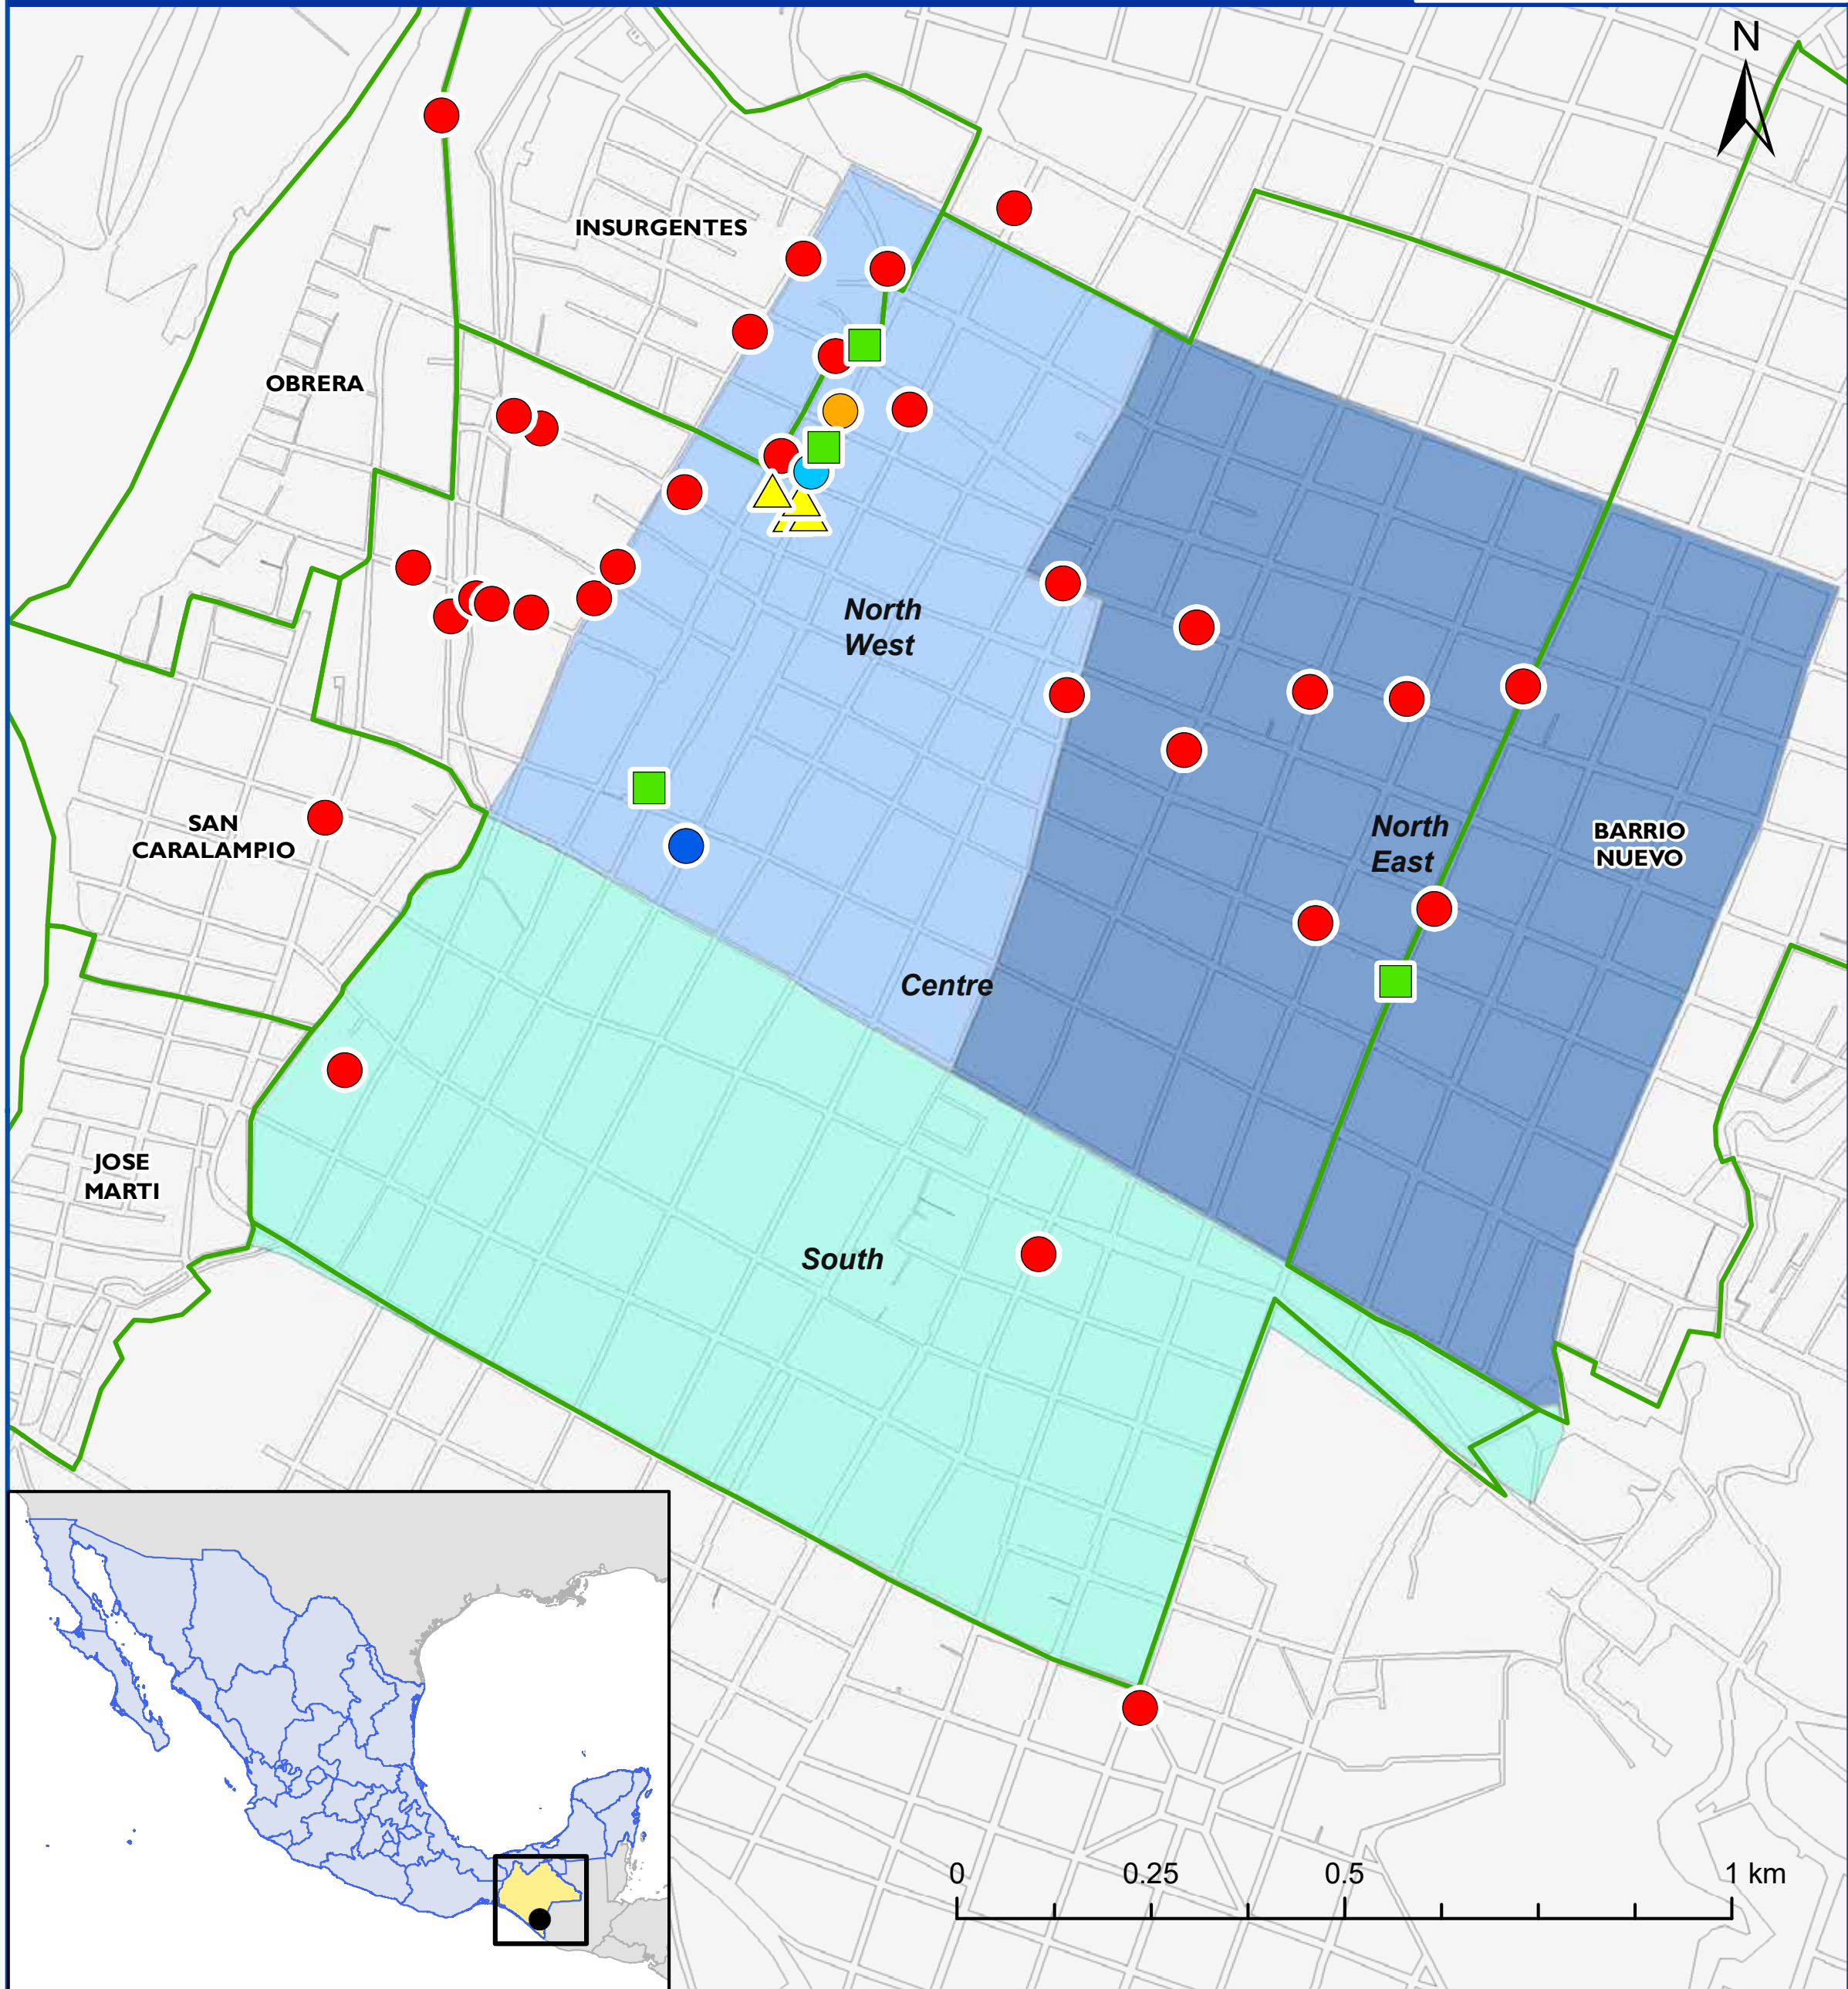 N
INSURGENTES
OBRERA
North
West
SAN
CARALAMPIO
North
East
BARRIO
NUEVO
Centre
JOSE
MARTI
South
0 0.25 0.5 1 km